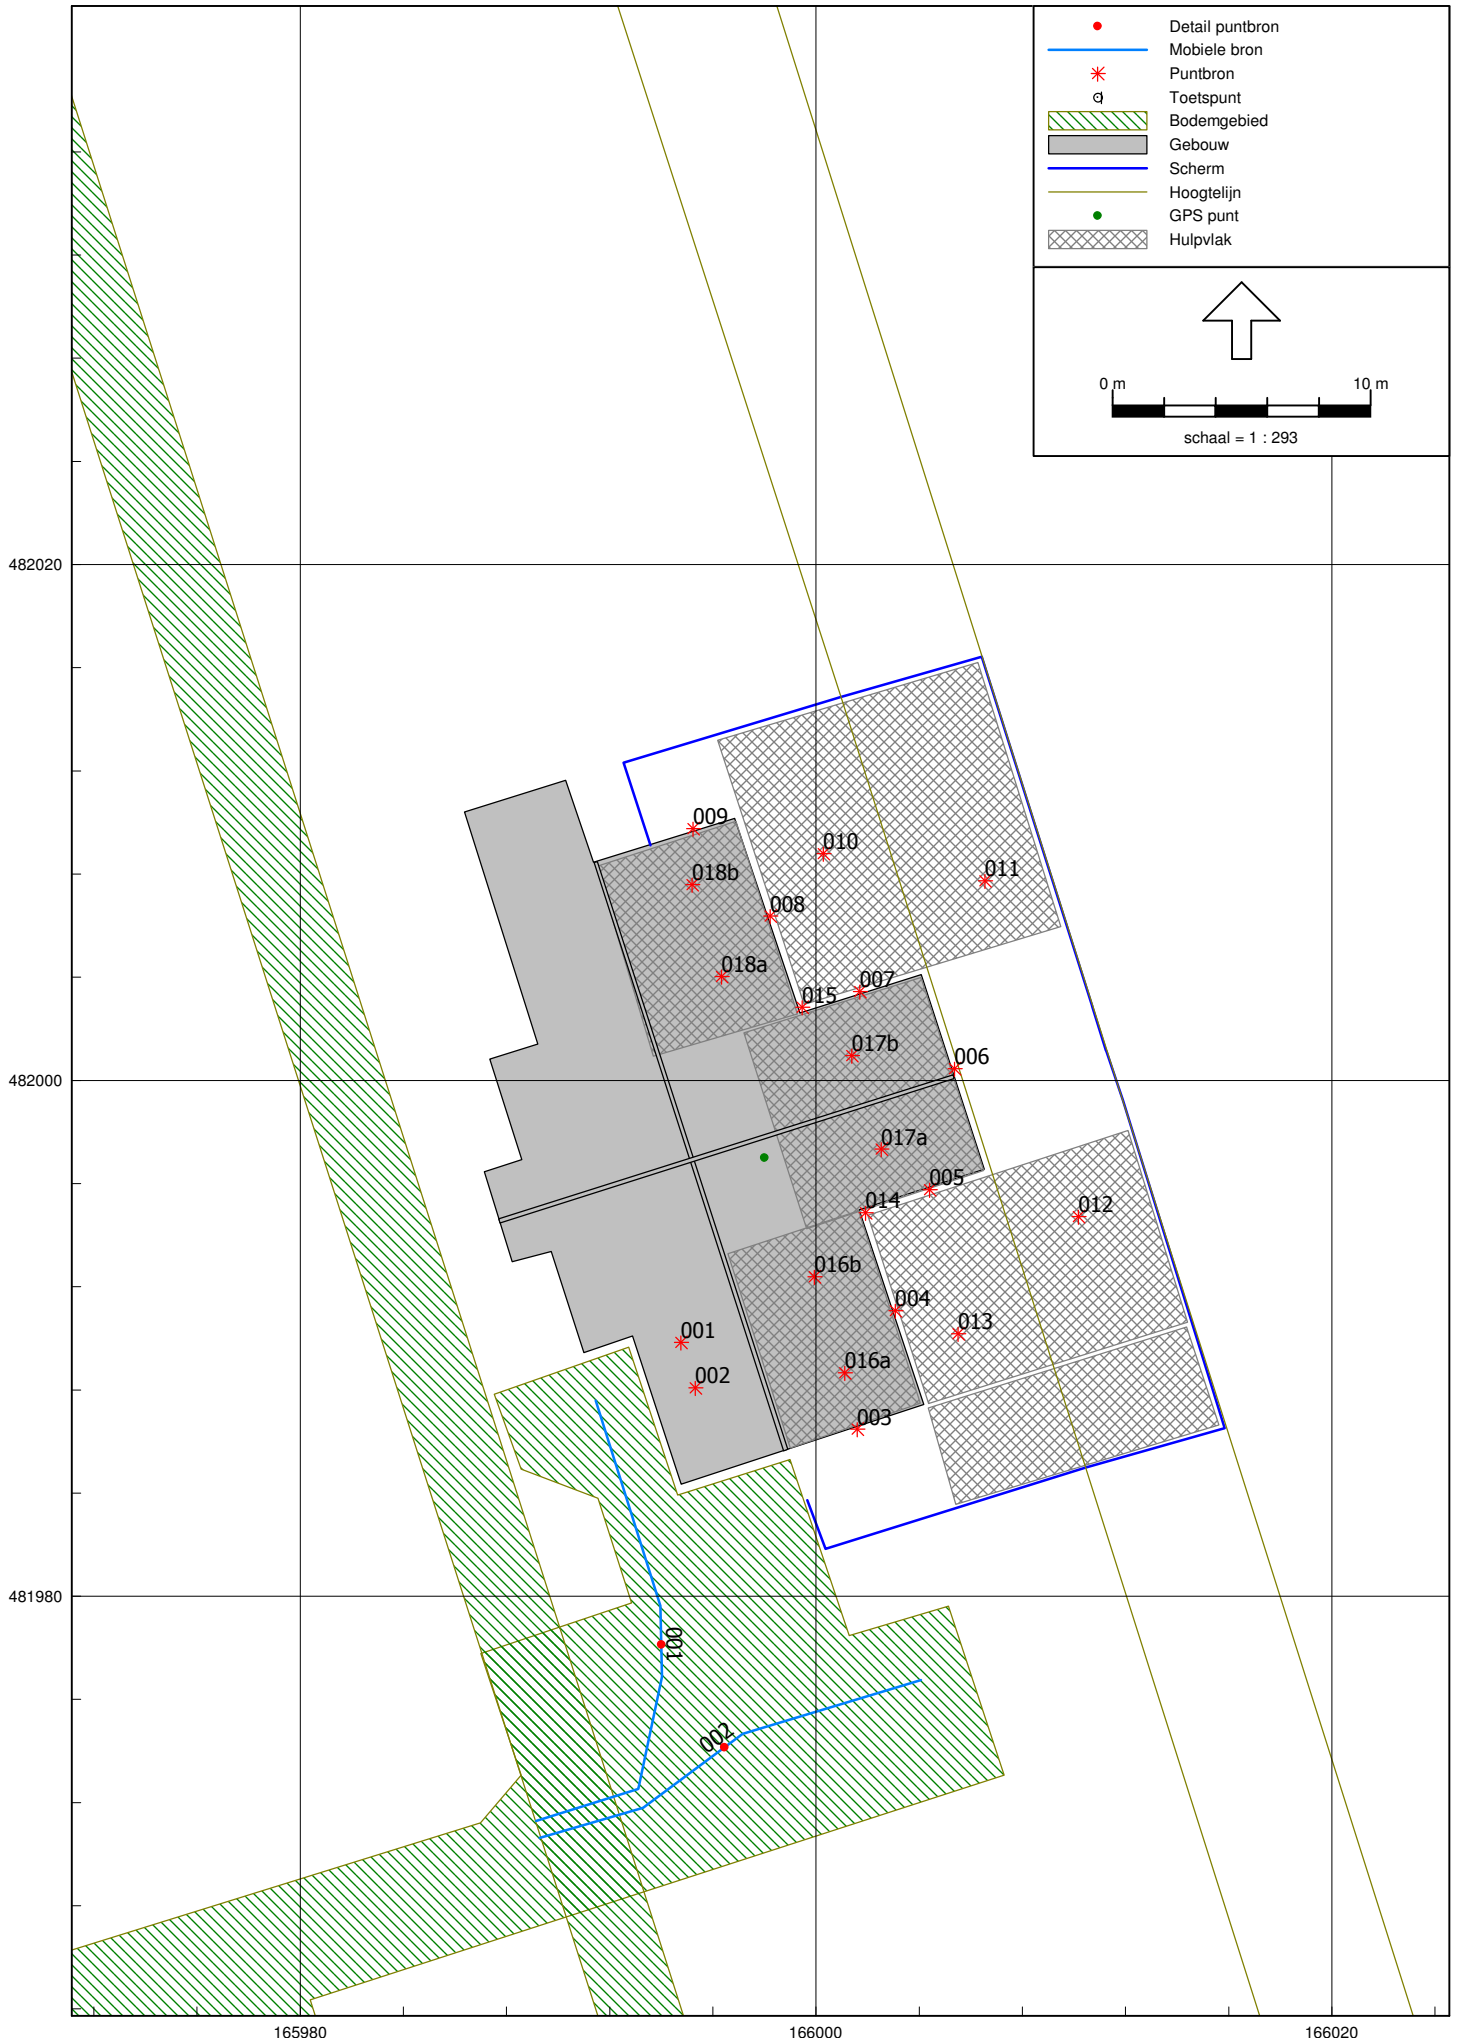 Detail puntbron
Mobiele bron
Puntbron
Toetspunt
Bodemgebied
Gebouw
Scherm
Hoogtelijn
GPS punt
Hulpvlak
0 m 10 m
schaal = 1 : 293
482020
009
010
018b
011
008
018a
007
015
017b
006
482000
017a
005
014
012
016b
004
001
013
016a
002
003
481980
001
002
165980 166000 166020